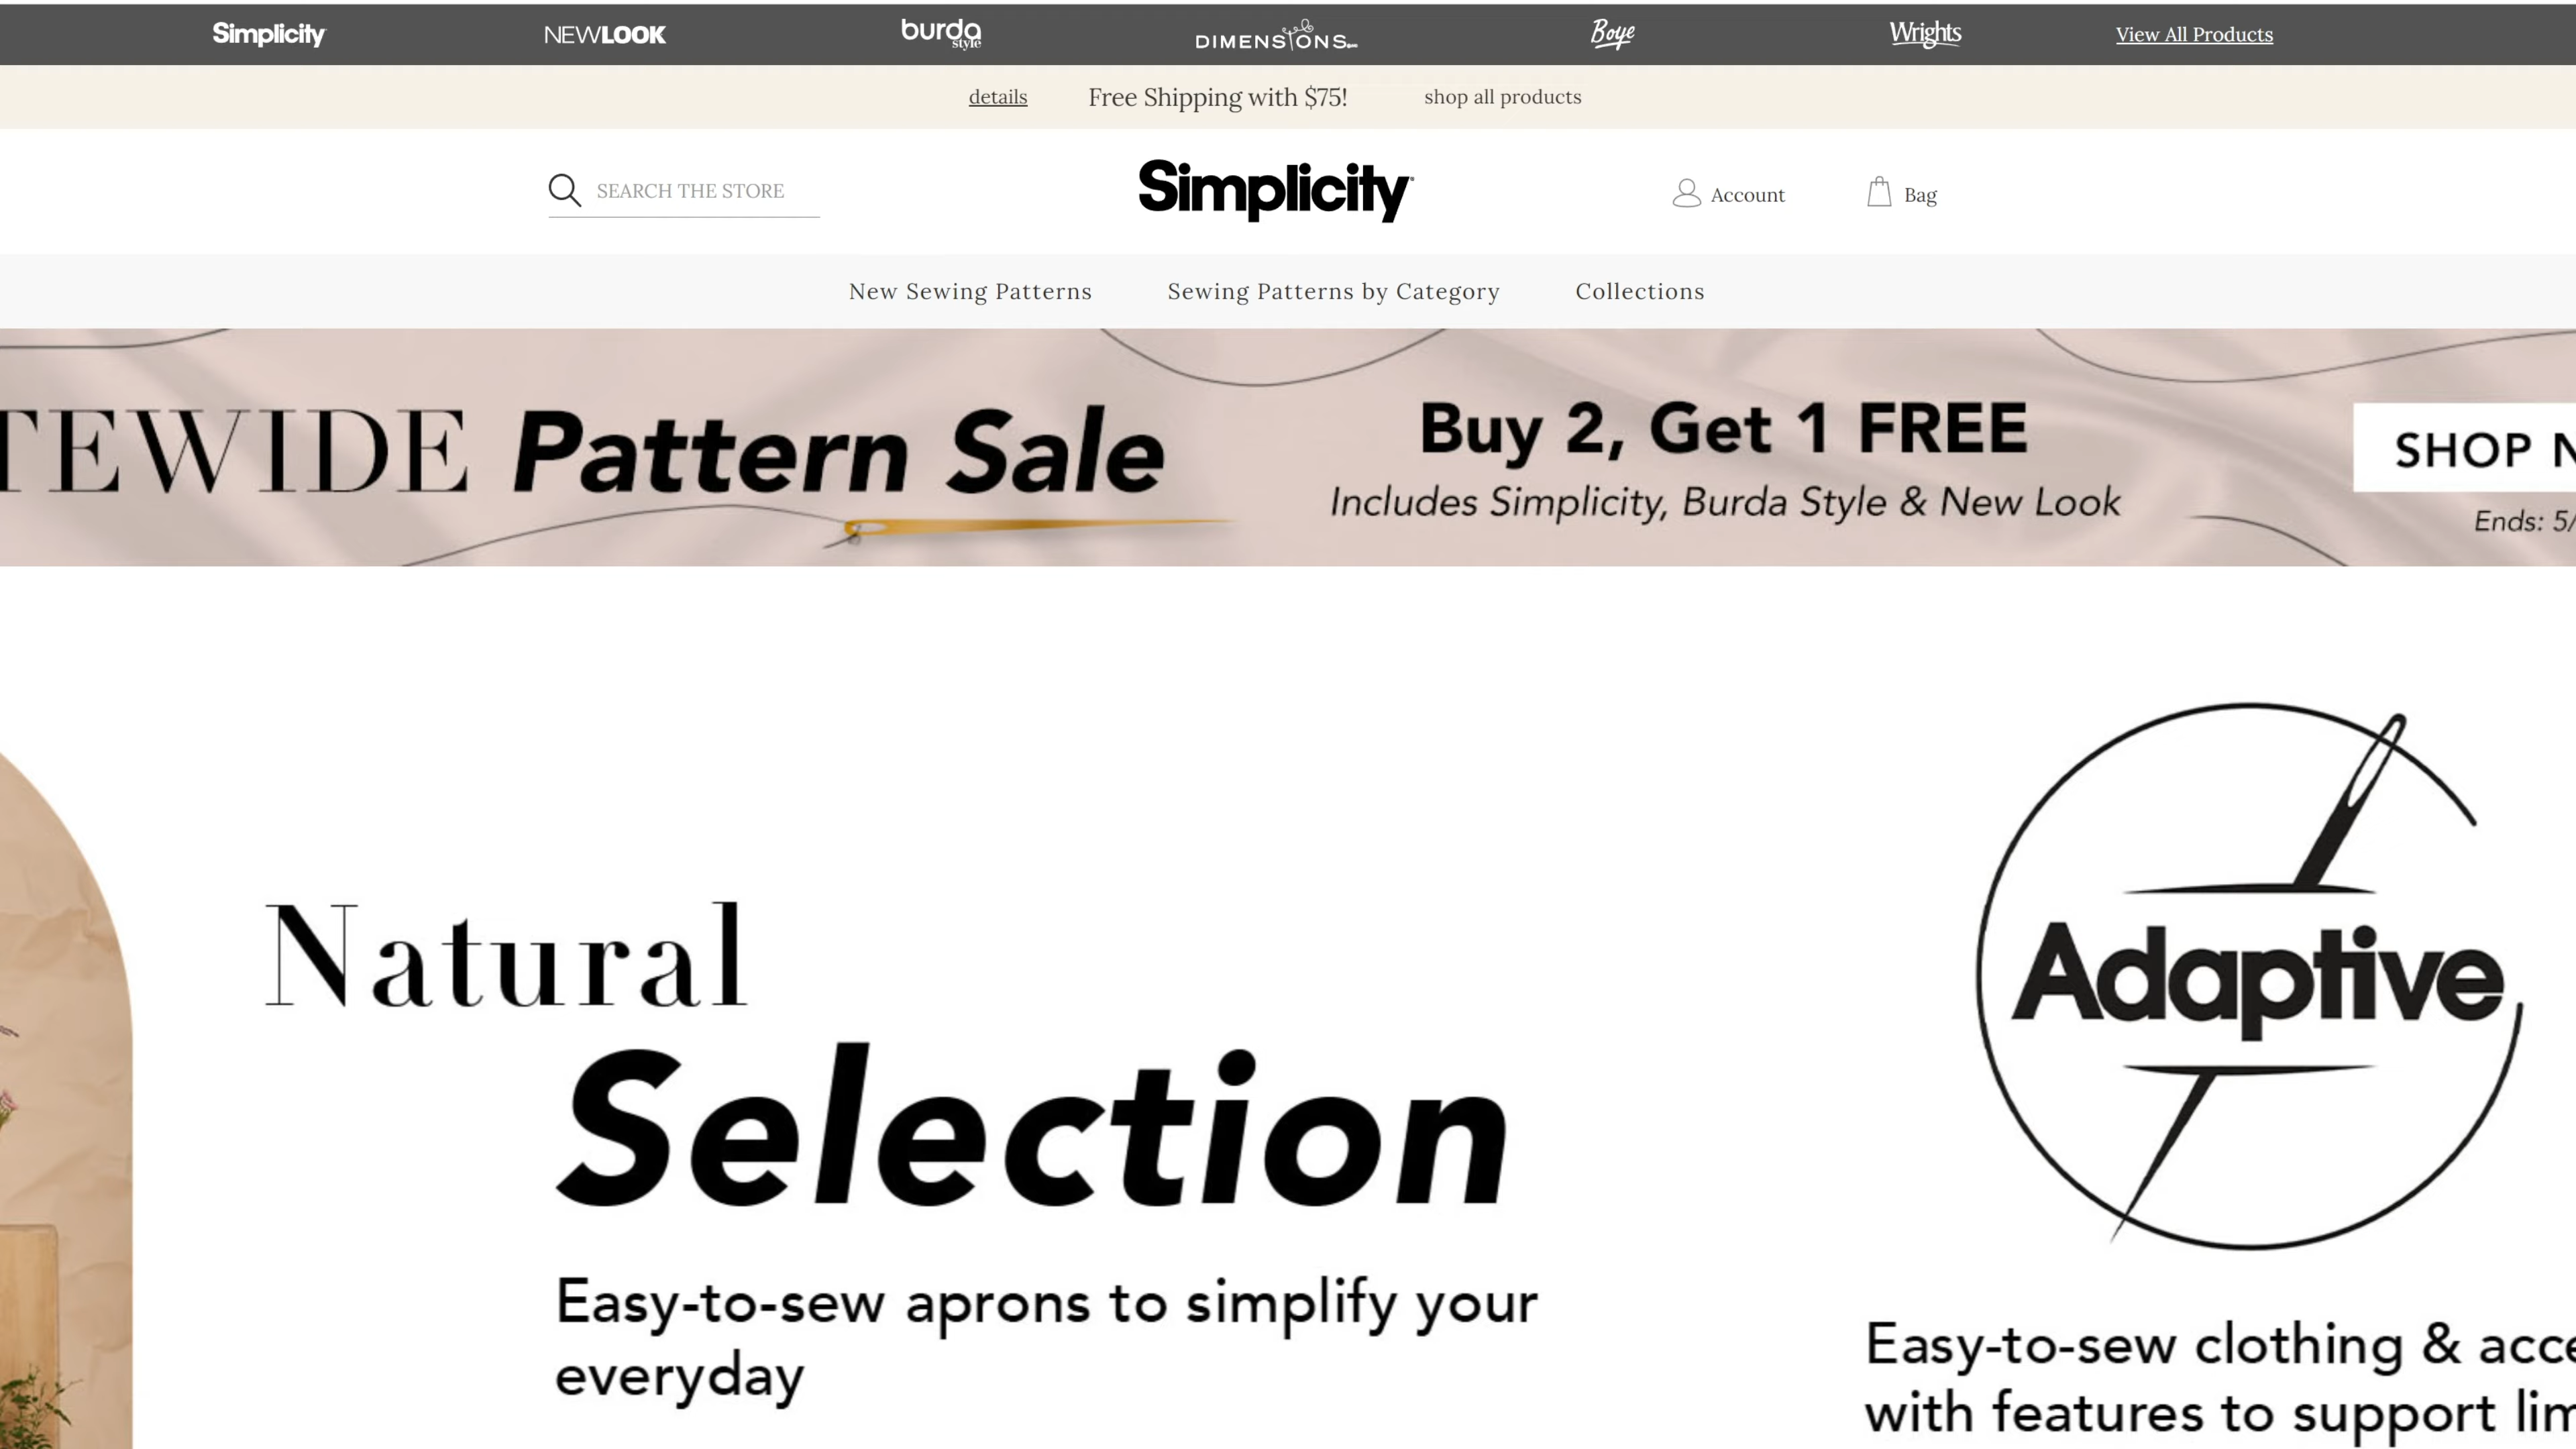 Simplicity
NEWLOOK
burda style
DIMENSIONS
Boye
Wrights
View All Products
details
Free Shipping with $75!
shop all products
SEARCH THE STORE
Simplicity
Account
Bag
New Sewing Patterns
Sewing Patterns by Category
Collections
TEWIDE Pattern Sale
Buy 2, Get 1 FREE
Includes Simplicity, Burda Style & New Look
SHOP N
Ends: 5/
Natural
Selection
Easy-to-sew aprons to simplify your
everyday
Adaptive
Easy-to-sew clothing & acce
with features to support lim